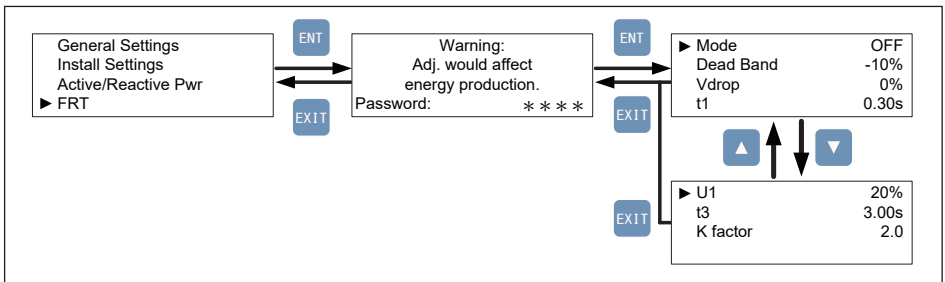 General Settings
Install Settings
Active/Reactive Pwr
▶ FRT
ENT
EXIT
Warning:
Adj. would affect
energy production.
Password: ＊＊＊＊
ENT
EXIT
▶ Mode OFF
Dead Band -10%
Vdrop 0%
t1 0.30s
▲ ▼
EXIT
▶ U1 20%
t3 3.00s
K factor 2.0